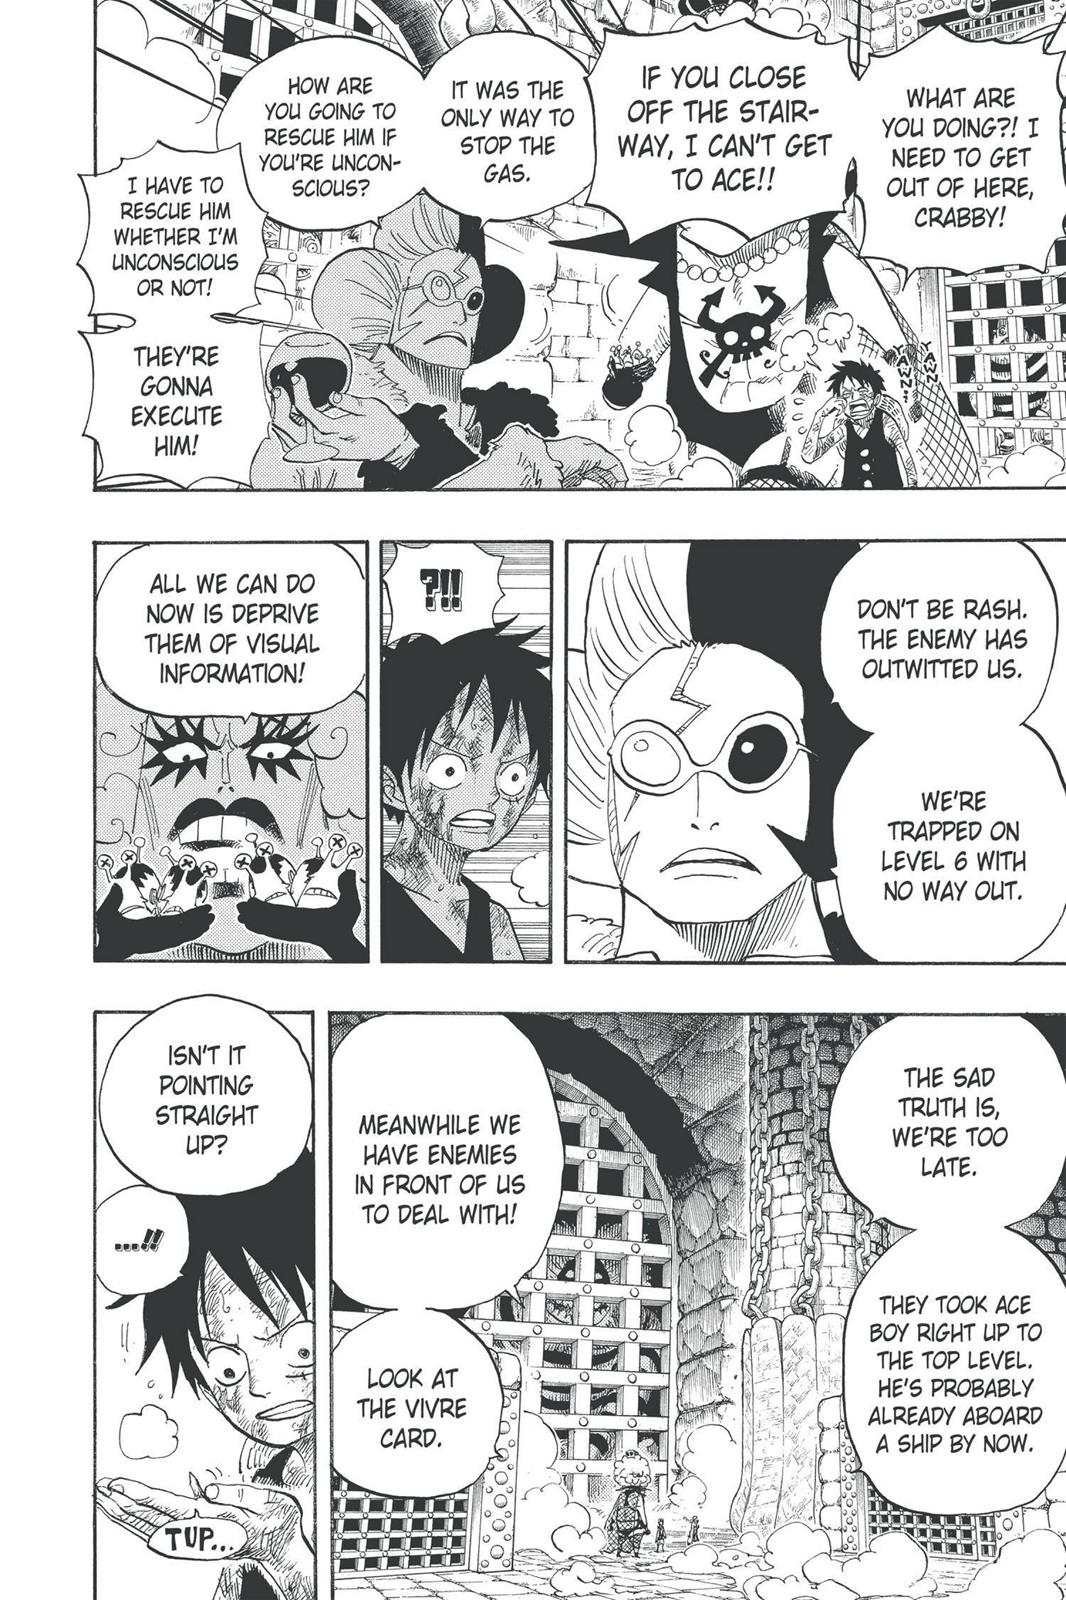 WHAT ARE
YOU DOING?! I
NEED TO GET
OUT OF HERE,
CRABBY!
IF YOU CLOSE
OFF THE STAIR-
WAY, I CAN'T GET
TO ACE!!
IT WAS THE
ONLY WAY TO
STOP THE
GAS.
HOW ARE
YOU GOING TO
RESCUE HIM IF
YOU'RE UNCON-
SCIOUS?
I HAVE TO
RESCUE HIM
WHETHER I'M
UNCONSCIOUS
OR NOT!
THEY'RE
GONNA
EXECUTE
HIM!
YAWN
YAWN
DON'T BE RASH.
THE ENEMY HAS
OUTWITTED US.
WE'RE
TRAPPED ON
LEVEL 6 WITH
NO WAY OUT.
?!!
ALL WE CAN DO
NOW IS DEPRIVE
THEM OF VISUAL
INFORMATION!
THE SAD
TRUTH IS,
WE'RE TOO
LATE.
THEY TOOK ACE
BOY RIGHT UP TO
THE TOP LEVEL.
HE'S PROBABLY
ALREADY ABOARD
A SHIP BY NOW.
MEANWHILE WE
HAVE ENEMIES
IN FRONT OF US
TO DEAL WITH!
LOOK AT
THE VIVRE
CARD.
ISN'T IT
POINTING
STRAIGHT
UP?
...!!
TUP...